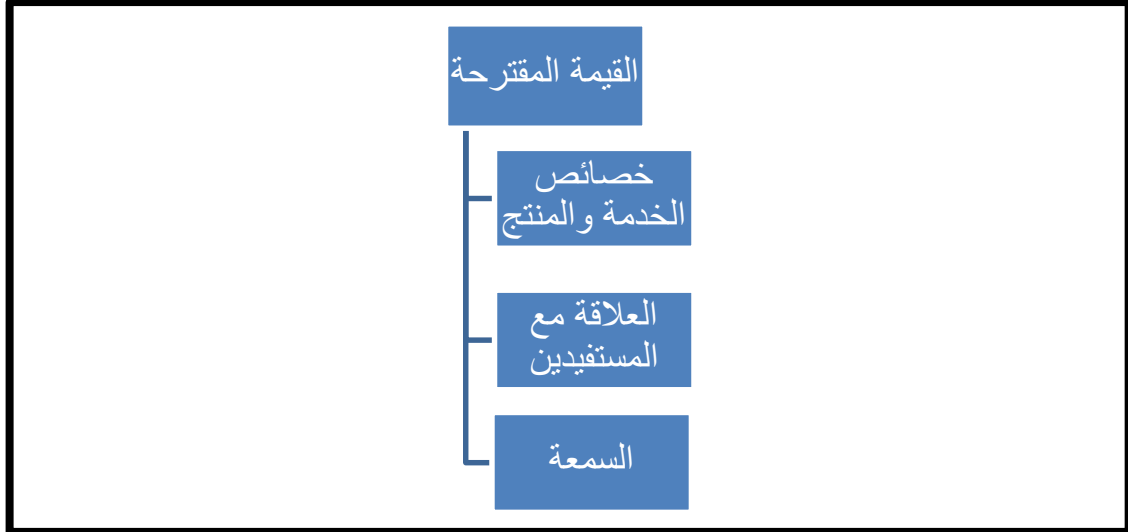 القيمة المقترحة
خصائص
الخدمة والمنتج
العلاقة مع
المستفيدين
السمعة